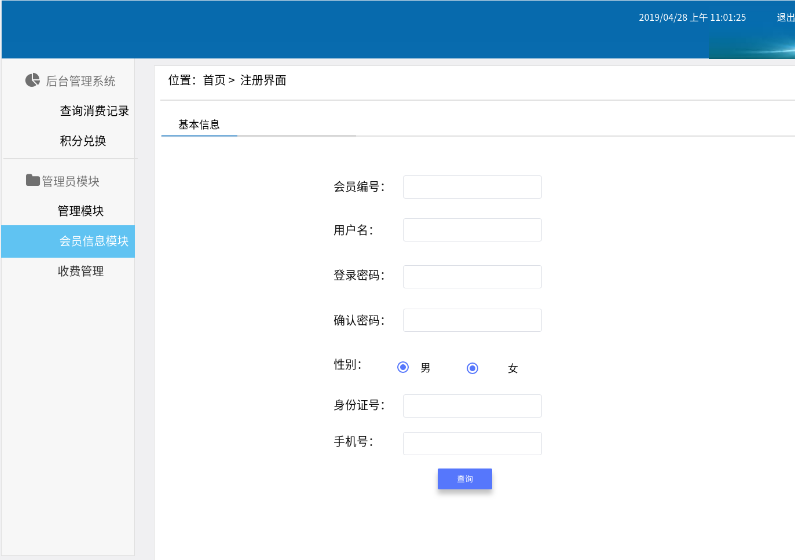 2019/04/28 上午 11:01:25 退出
后台管理系统
查询消费记录
积分兑换
管理员模块
管理模块
会员信息模块
收费管理
位置：首页 > 注册界面
基本信息
会员编号：
用户名：
登录密码：
确认密码：
性别： 男 女
身份证号：
手机号：
查询